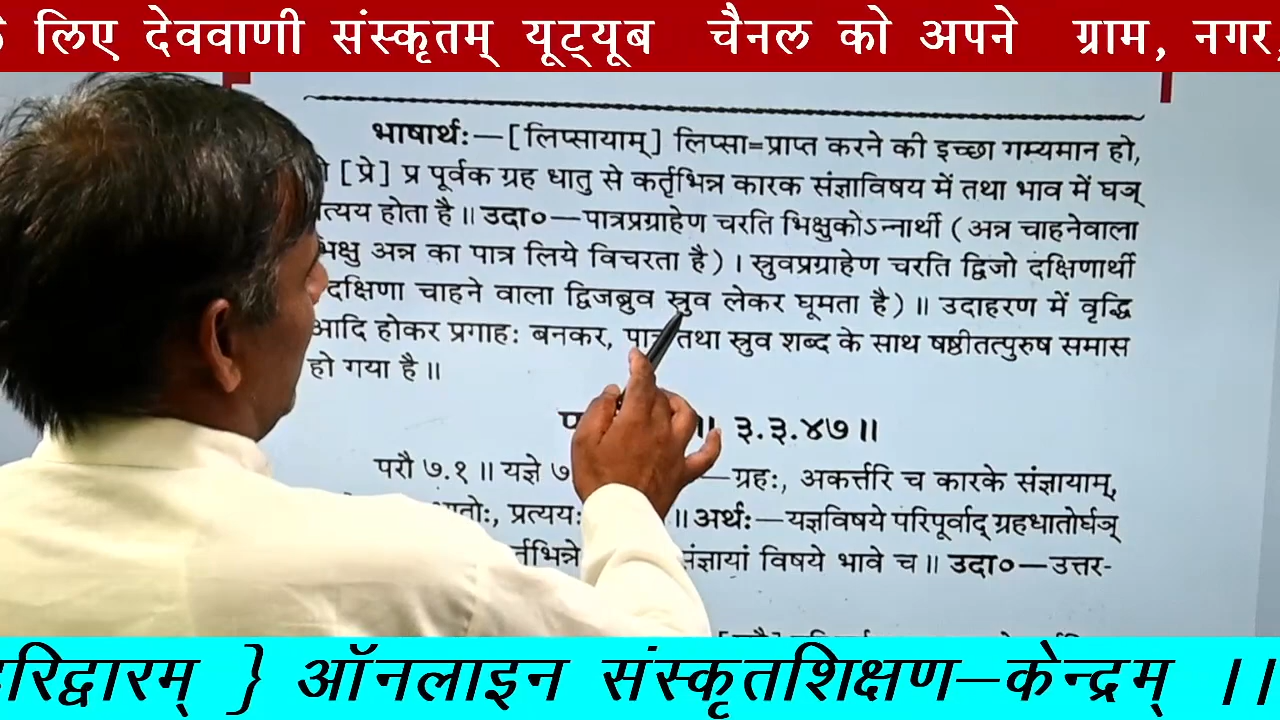 लिए देववाणी संस्कृतम् यूट्यूब चैनल को अपने ग्राम, नगर,
भाषार्थः—[लिप्सायाम्] लिप्सा=प्राप्त करने की इच्छा गम्यमान हो,
[प्रे] प्र पूर्वक ग्रह धातु से कर्तृभिन्न कारक संज्ञाविषय में तथा भाव में घञ्
त्यय होता है॥ उदा०—पात्रप्रग्राहेण चरति भिक्षुकोऽन्नार्थी (अन्न चाहनेवाला
अन्न का पात्र लिये विचरता है)। स्रुवप्रग्राहेण चरति द्विजो दक्षिणार्थी
दक्षिणा चाहने वाला द्विजब्रुव स्रुव लेकर घूमता है)॥ उदाहरण में वृद्धि
आदि होकर प्रगाहः बनकर, तथा स्रुव शब्द के साथ षष्ठीतत्पुरुष समास
हो गया है॥
३.३.४७॥
परौ ७.१॥ यज्ञे —ग्रहः, अकर्त्तरि च कारके संज्ञायाम्,
प्रत्ययः ॥ अर्थः—यज्ञविषये परिपूर्वाद् ग्रहधातोर्घञ्
विषये भावे च॥ उदा०—उत्तर-
हरिद्वारम् } ऑनलाइन संस्कृतशिक्षण–केन्द्रम् ।।